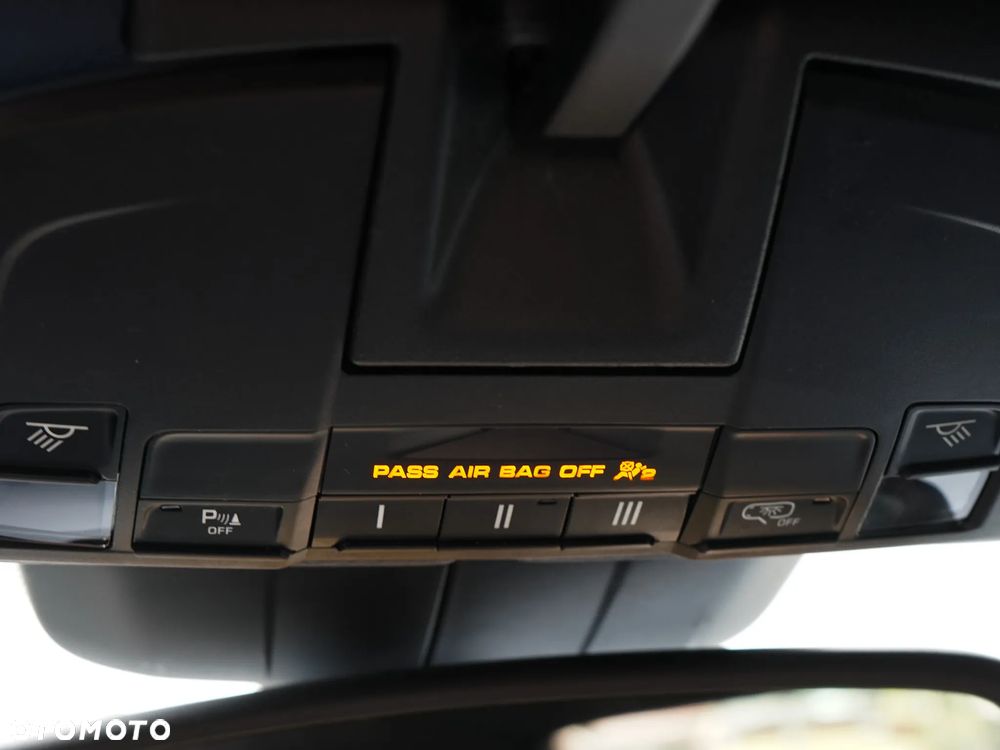 PASS AIR BAG OFF
P OFF
I II III
OFF
OTOMOTO